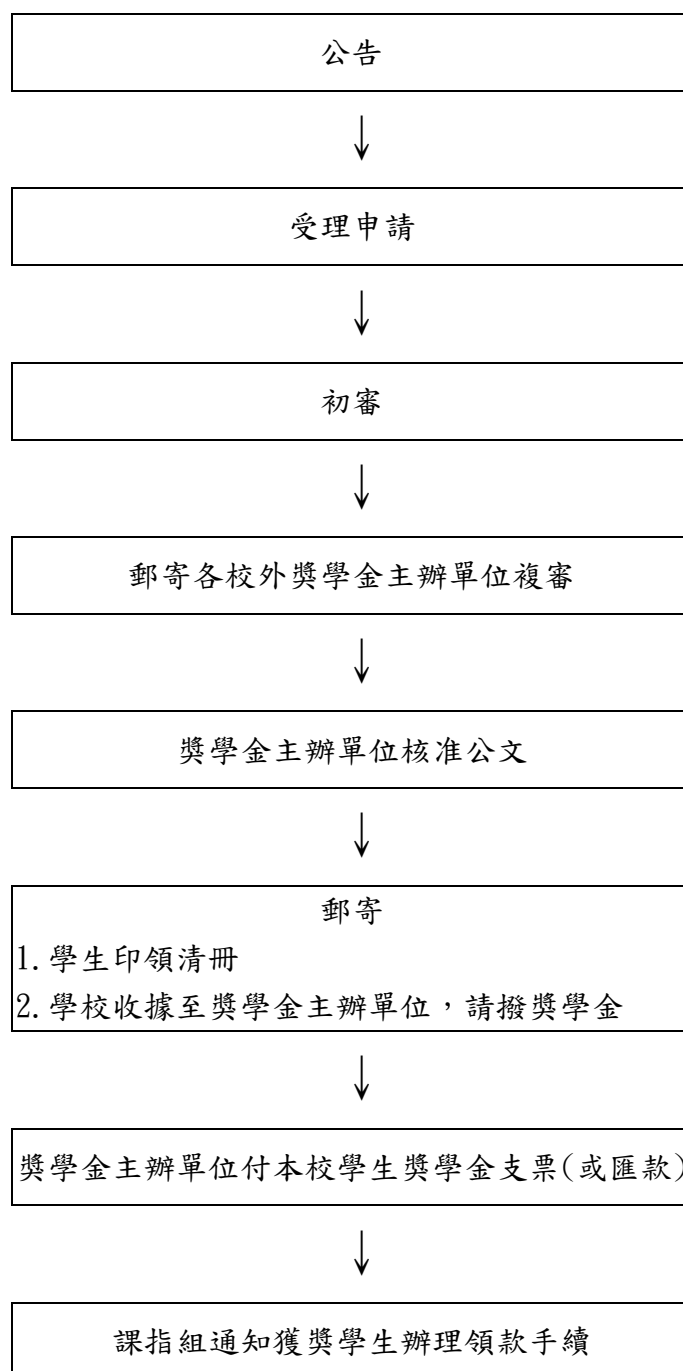 公告
↓
受理申請
↓
初審
↓
郵寄各校外獎學金主辦單位複審
↓
獎學金主辦單位核准公文
↓
郵寄
1.學生印領清冊
2.學校收據至獎學金主辦單位，請撥獎學金
↓
獎學金主辦單位付本校學生獎學金支票(或匯款)
↓
課指組通知獲獎學生辦理領款手續